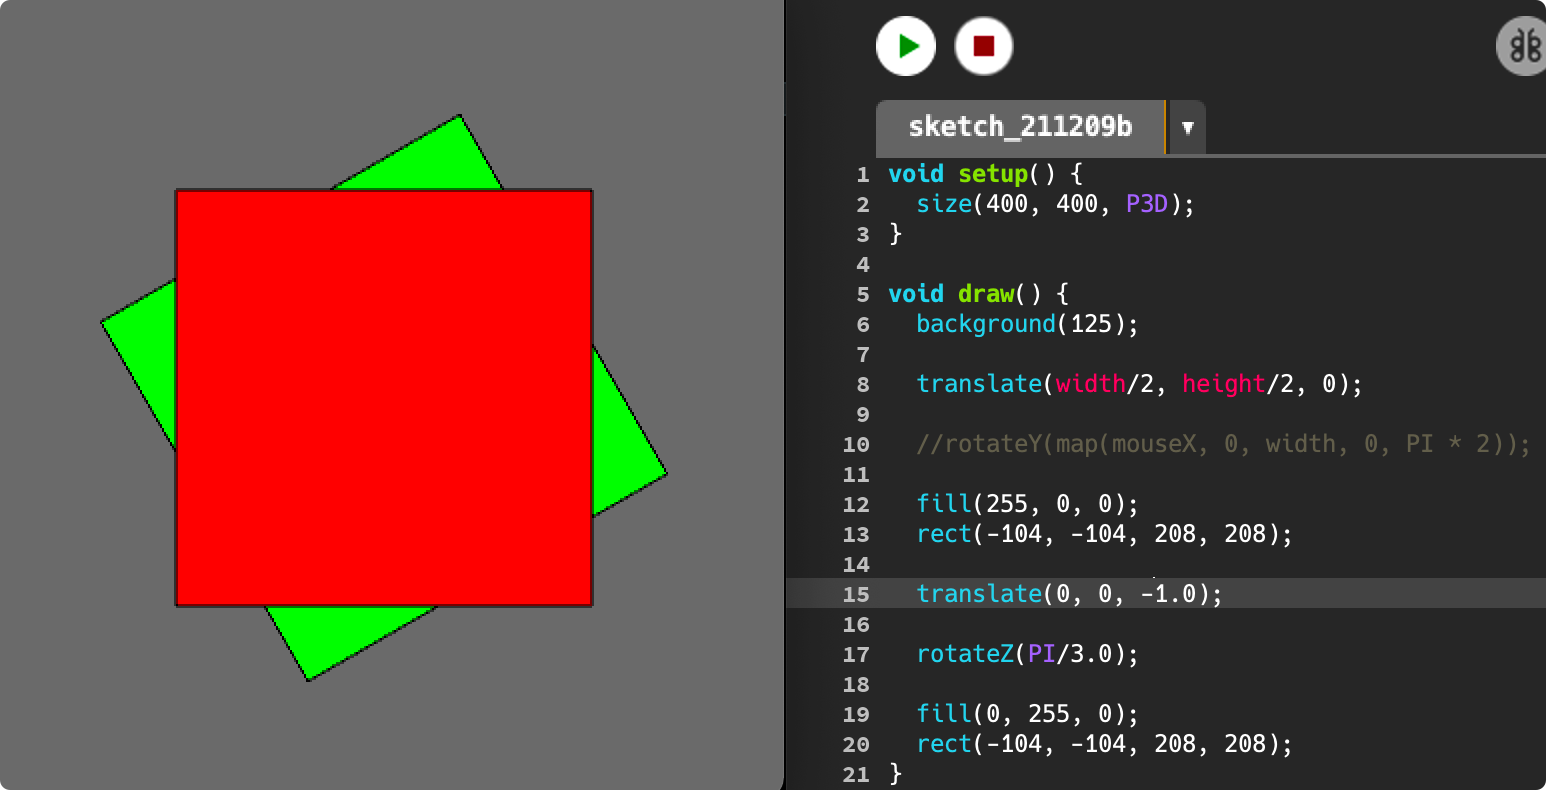 sketch_211209b ▼
1 void setup() {
2 size(400, 400, P3D);
3 }
4
5 void draw() {
6 background(125);
7
8 translate(width/2, height/2, 0);
9
10 //rotateY(map(mouseX, 0, width, 0, PI * 2));
11
12 fill(255, 0, 0);
13 rect(-104, -104, 208, 208);
14
15 translate(0, 0, -1.0);
16
17 rotateZ(PI/3.0);
18
19 fill(0, 255, 0);
20 rect(-104, -104, 208, 208);
21 }